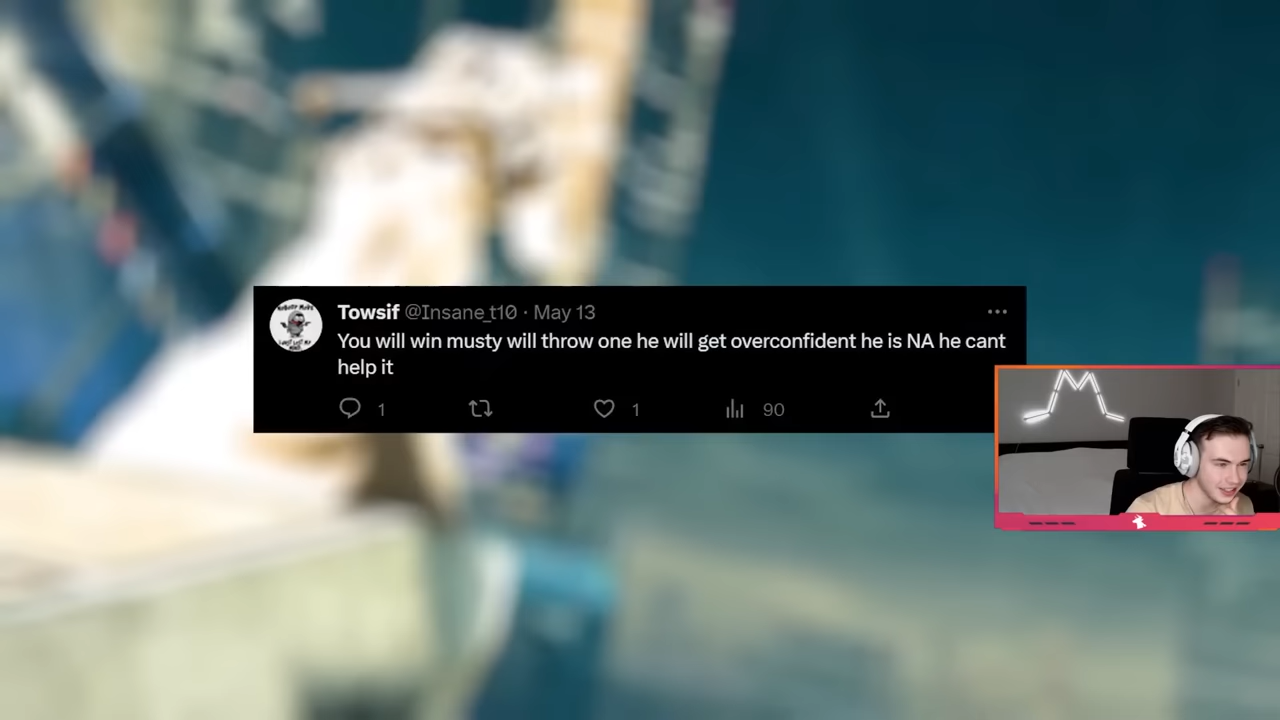 Towsif @Insane_t10 · May 13
You will win musty will throw one he will get overconfident he is NA he cant
help it
1 1 90